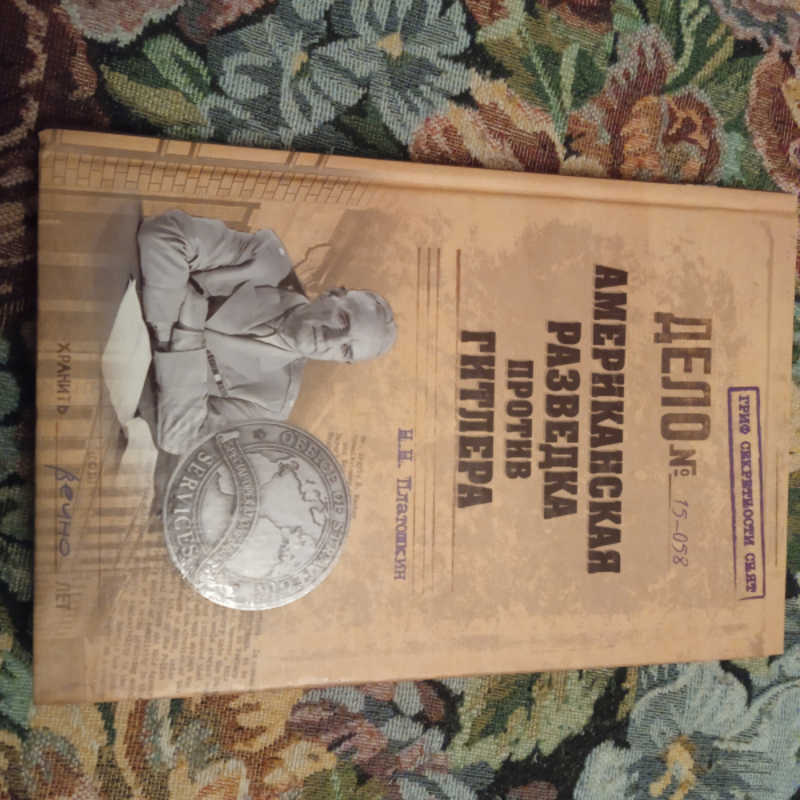 ГРИФ СЕКРЕТНОСТИ СНЯТ
ДЕЛО № 15-058
АМЕРИКАНСКАЯ
РАЗВЕДКА
ПРОТИВ
ГИТЛЕРА
Н.Н. Платошкин
OFFICE OF STRATEGIC
SERVICES
ХРАНИТЬ вечно ЛЕТ